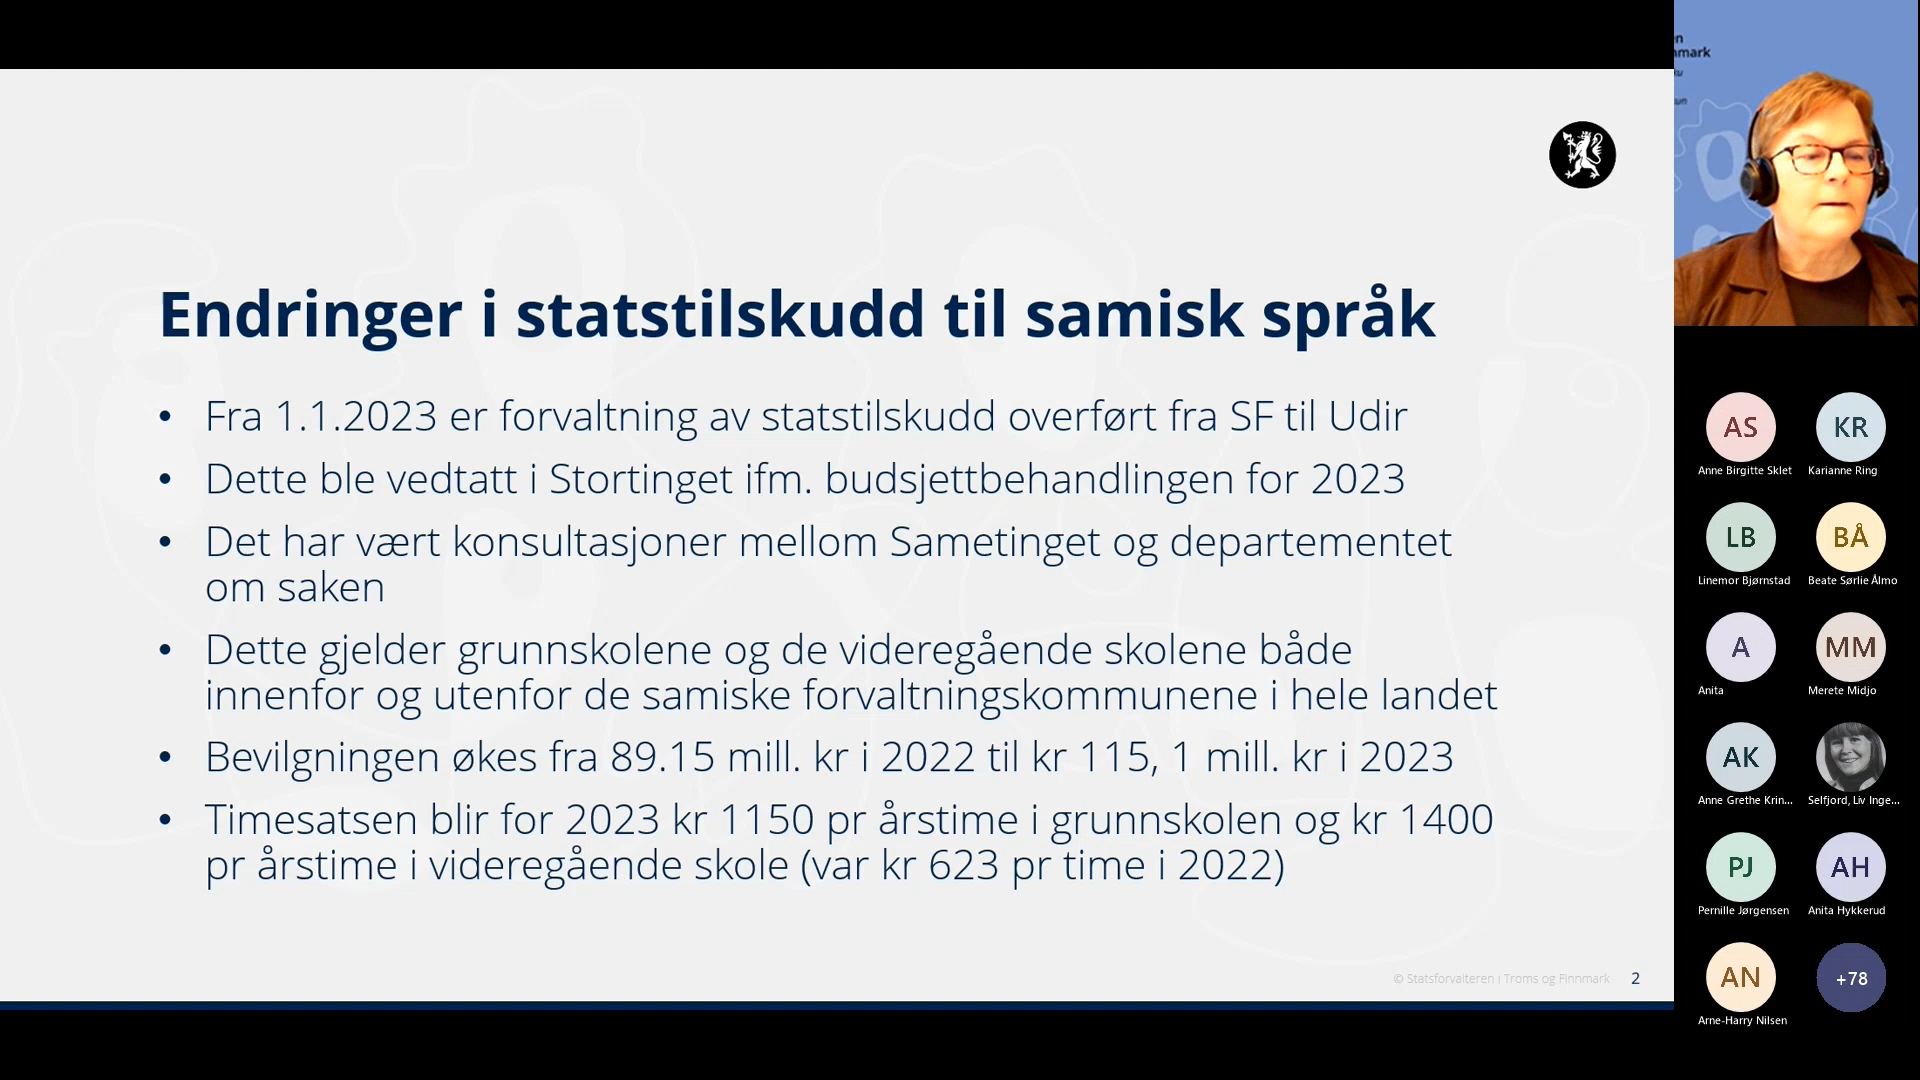 Endringer i statstilskudd til samisk språk
• Fra 1.1.2023 er forvaltning av statstilskudd overført fra SF til Udir
• Dette ble vedtatt i Stortinget ifm. budsjettbehandlingen for 2023
• Det har vært konsultasjoner mellom Sametinget og departementet
om saken
• Dette gjelder grunnskolene og de videregående skolene både
innenfor og utenfor de samiske forvaltningskommunene i hele landet
• Bevilgningen økes fra 89.15 mill. kr i 2022 til kr 115, 1 mill. kr i 2023
• Timesatsen blir for 2023 kr 1150 pr årstime i grunnskolen og kr 1400
pr årstime i videregående skole (var kr 623 pr time i 2022)
© Statsforvalteren i Troms og Finnmark 2
AS KR
Anne Birgitte Sklet Karianne Ring
LB BÅ
Linemor Bjørnstad Beate Sørlie Ålmo
A MM
Anita Merete Midjo
AK
Anne Grethe Krin... Selfjord, Liv Inge...
PJ AH
Pernille Jørgensen Anita Hykkerud
AN +78
Arne-Harry Nilsen